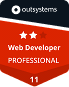 outsystems
Web Developer
PROFESSIONAL
11